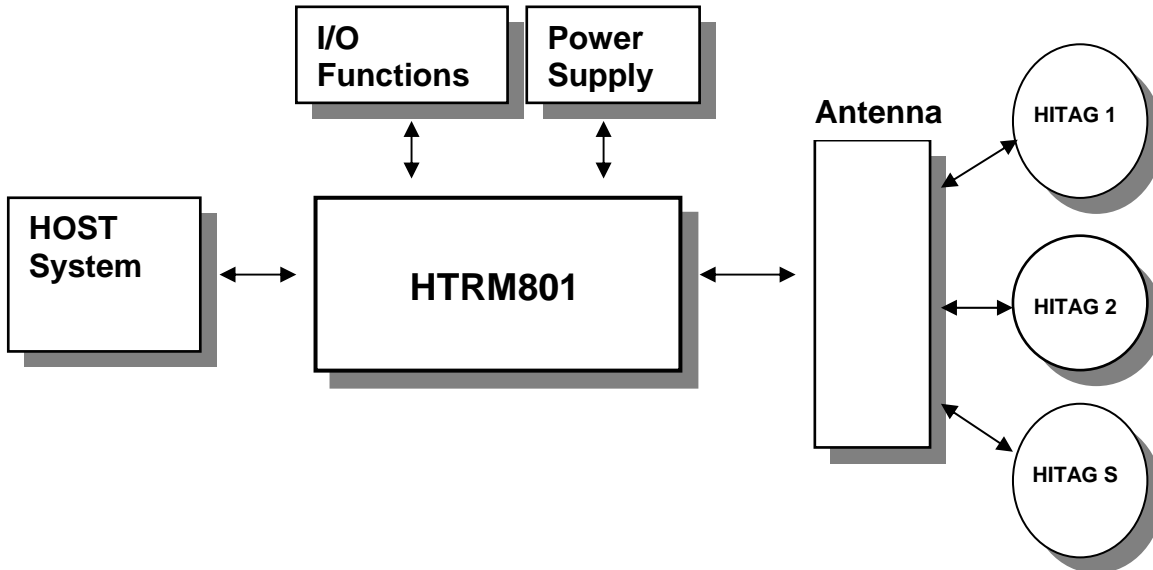 I/O
Functions
Power
Supply
Antenna
HITAG 1
HOST
System
HTRM801
HITAG 2
HITAG S